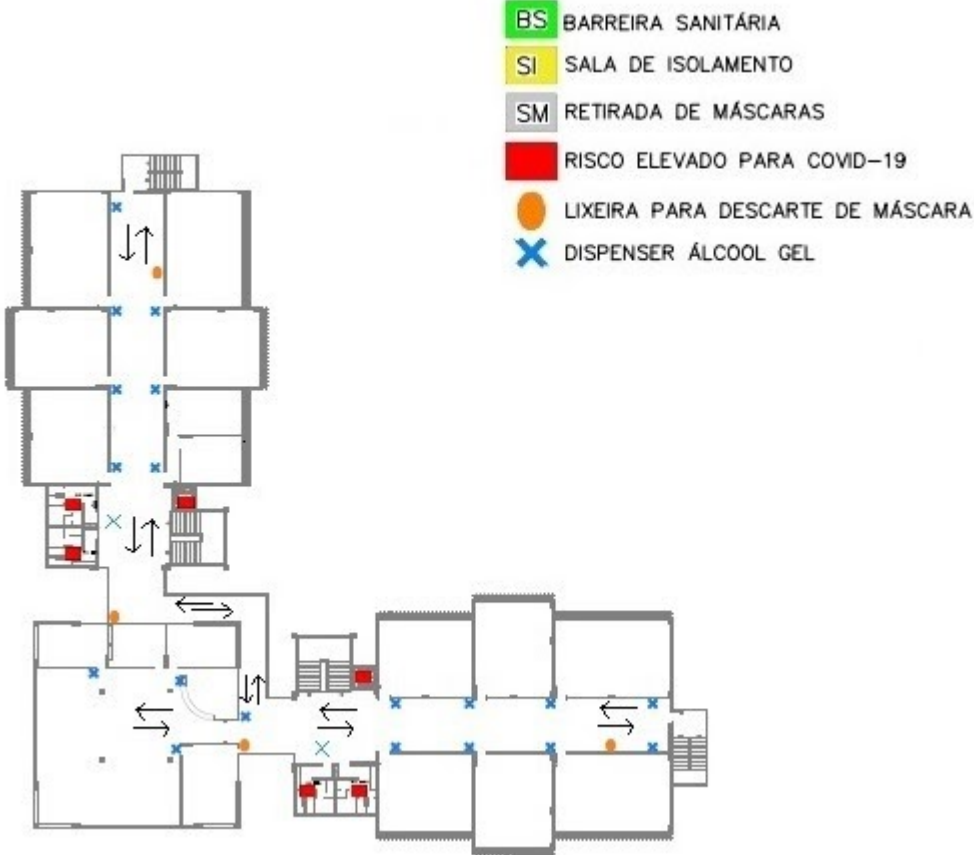 BS BARREIRA SANITÁRIA
SI SALA DE ISOLAMENTO
SM RETIRADA DE MÁSCARAS
RISCO ELEVADO PARA COVID-19
LIXEIRA PARA DESCARTE DE MÁSCARA
DISPENSER ÁLCOOL GEL